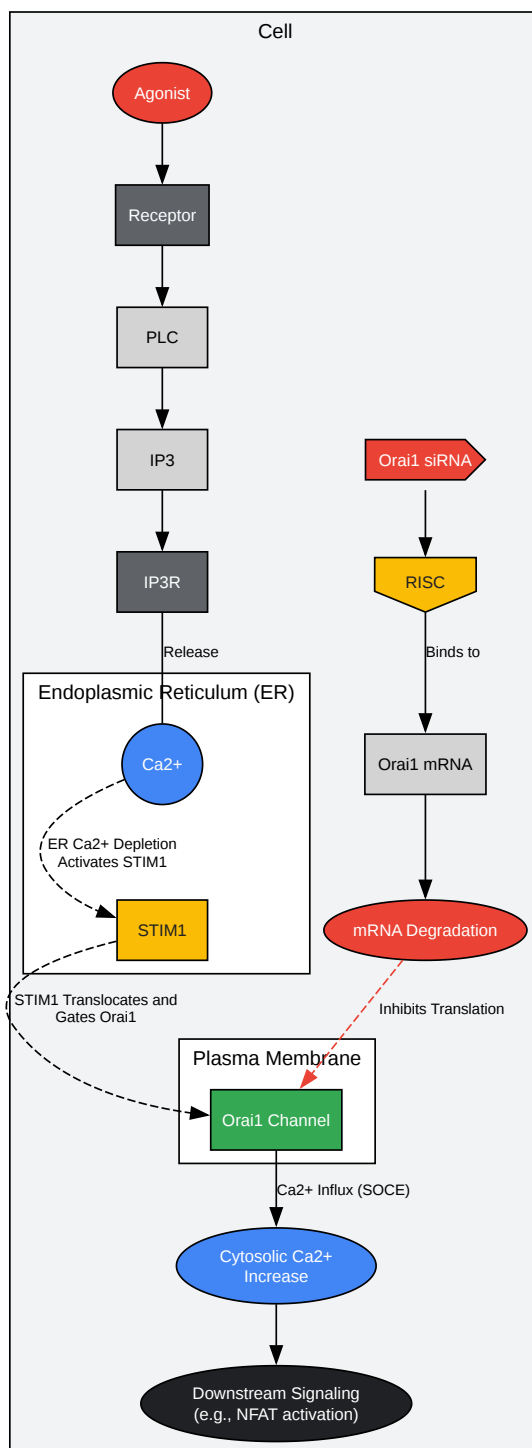 Cell
Agonist
Receptor
PLC
IP3
Orai1 siRNA
IP3R
RISC
Release
Binds to
Endoplasmic Reticulum (ER)
Ca2+
Orai1 mRNA
ER Ca2+ Depletion
Activates STIM1
STIM1
mRNA Degradation
STIM1 Translocates and
Gates Orai1
Inhibits Translation
Plasma Membrane
Orai1 Channel
Ca2+ Influx (SOCE)
Cytosolic Ca2+
Increase
Downstream Signaling
(e.g., NFAT activation)